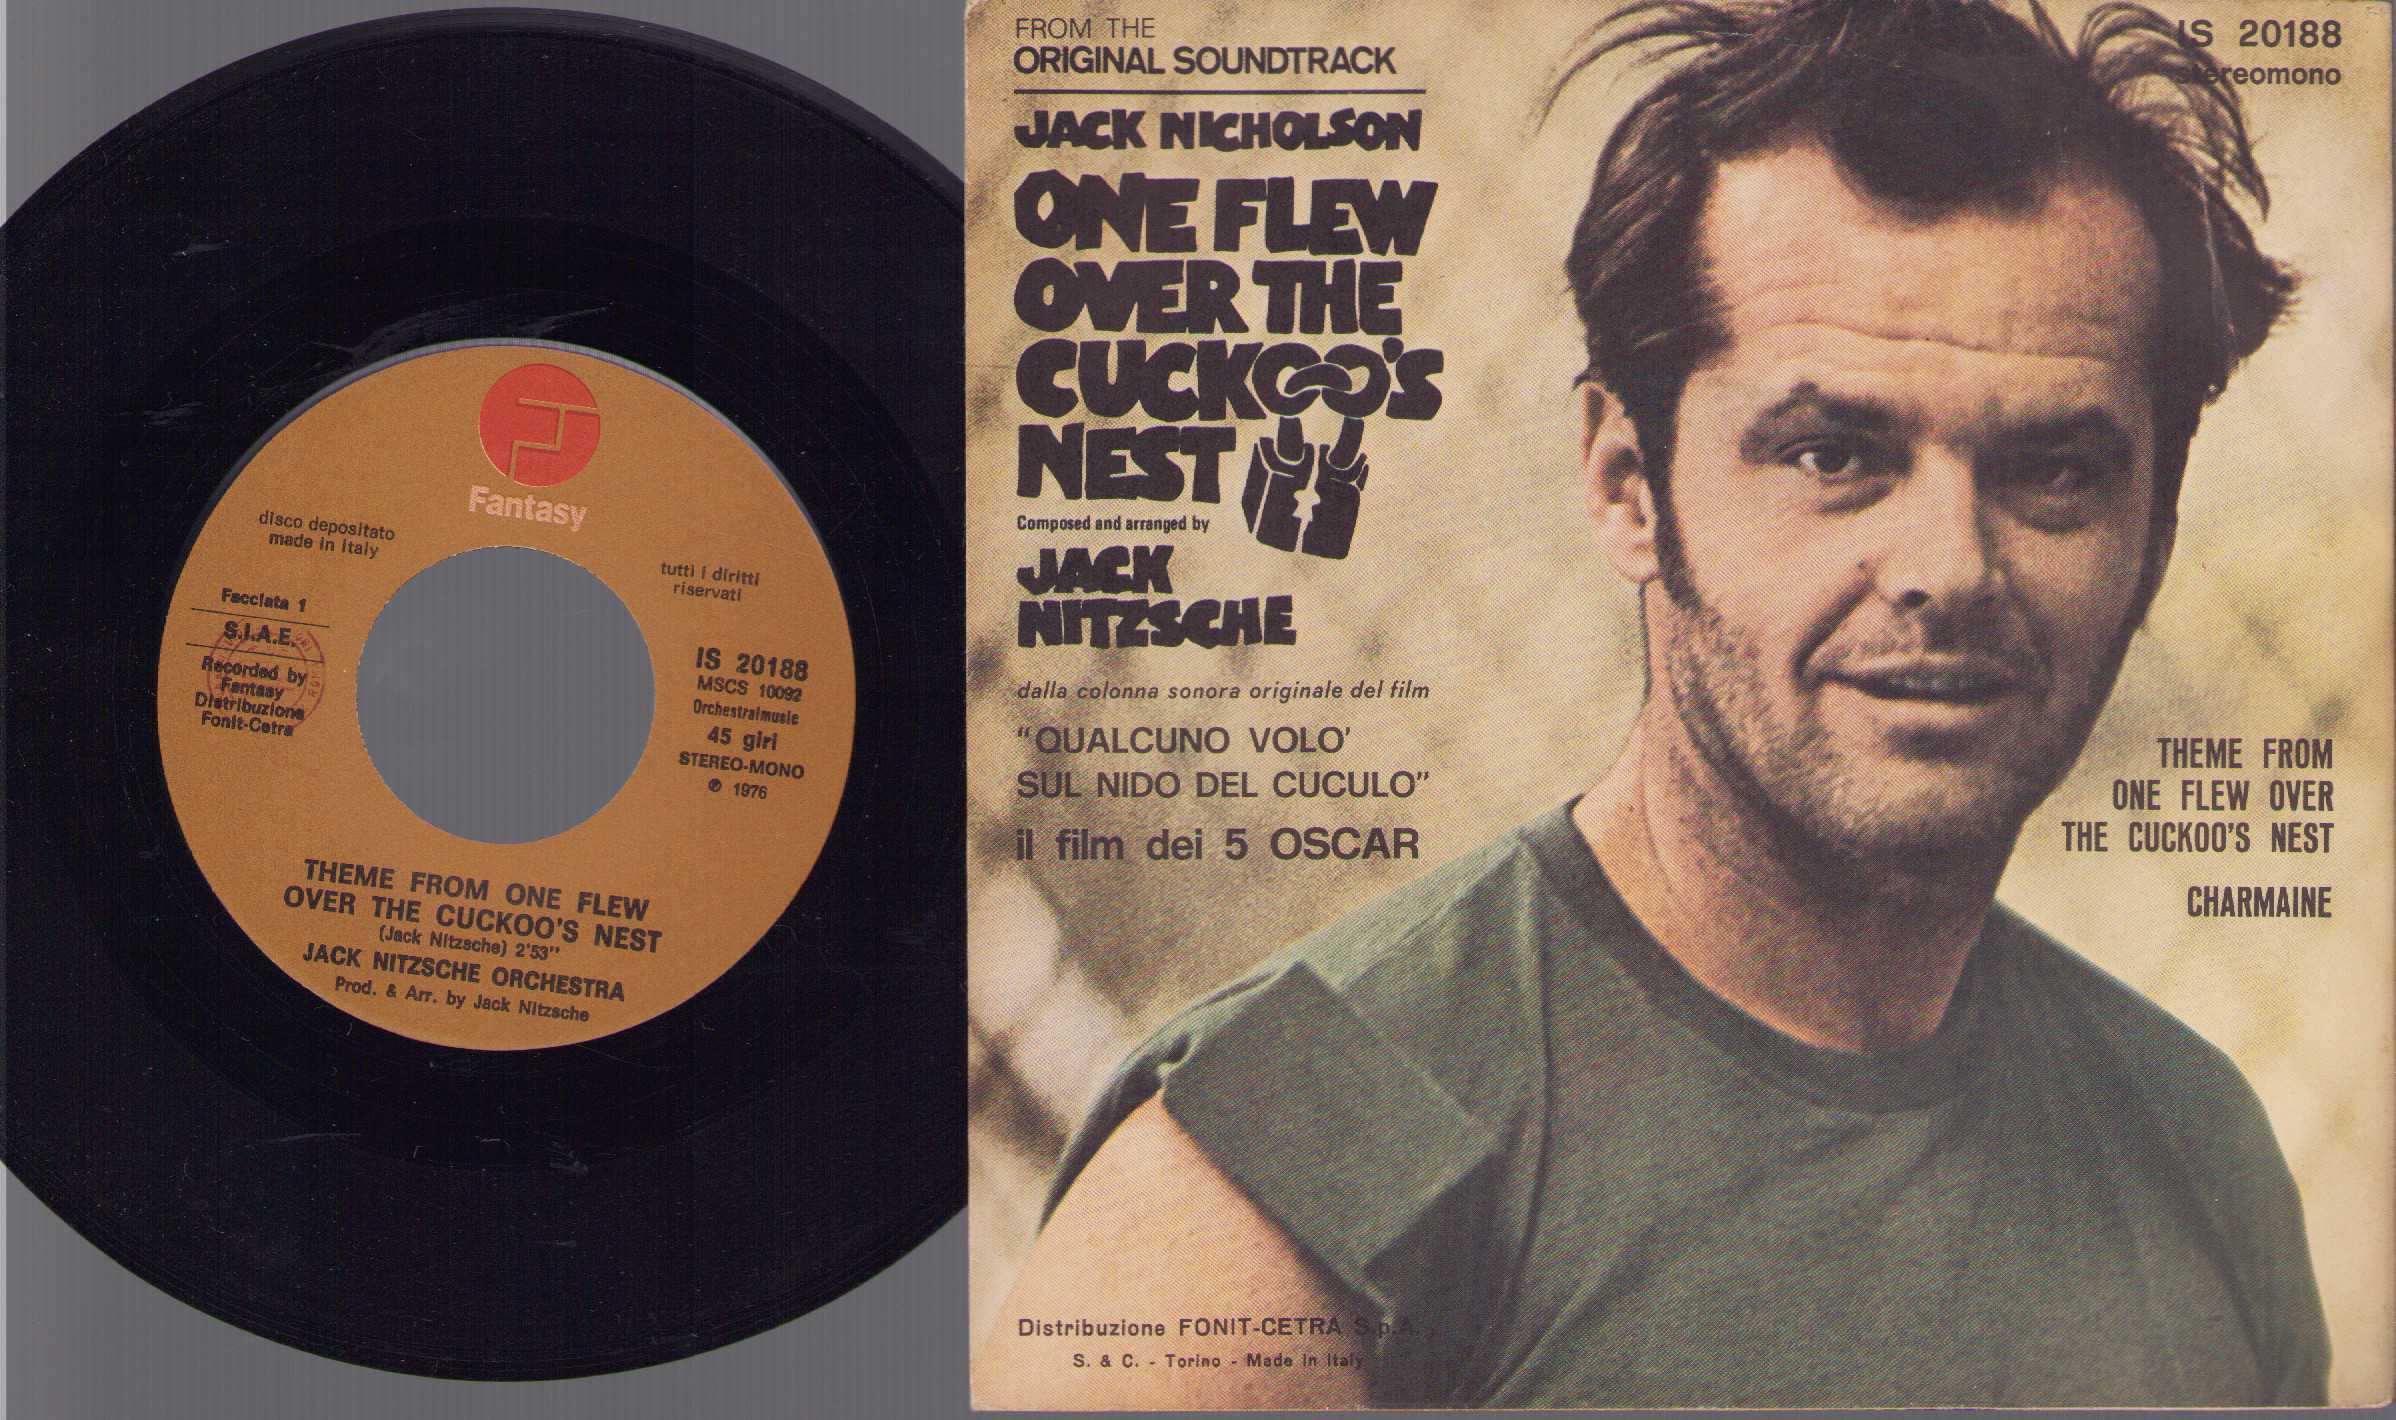 Fantasy
disco depositato
made in Italy
tutti i diritti
riservati
Facciata 1
S.I.A.E.
Recorded by
Fantasy
Distribuzione
Fonit-Cetra
IS 20188
MSCS 10092
Orchestralmusic
45 giri
STEREO-MONO
℗ 1976
THEME FROM ONE FLEW
OVER THE CUCKOO'S NEST
(Jack Nitzsche) 2'53"
JACK NITZSCHE ORCHESTRA
Prod. & Arr. by Jack Nitzsche
FROM THE
ORIGINAL SOUNDTRACK
JACK NICHOLSON
ONE FLEW
OVER THE
CUCKOO'S
NEST
Composed and arranged by
JACK
NITZSCHE
dalla colonna sonora originale del film
"QUALCUNO VOLO'
SUL NIDO DEL CUCULO"
il film dei 5 OSCAR
Distribuzione FONIT-CETRA S.p.A.
S. & C. - Torino - Made in Italy
IS 20188
stereomono
THEME FROM
ONE FLEW OVER
THE CUCKOO'S NEST
CHARMAINE